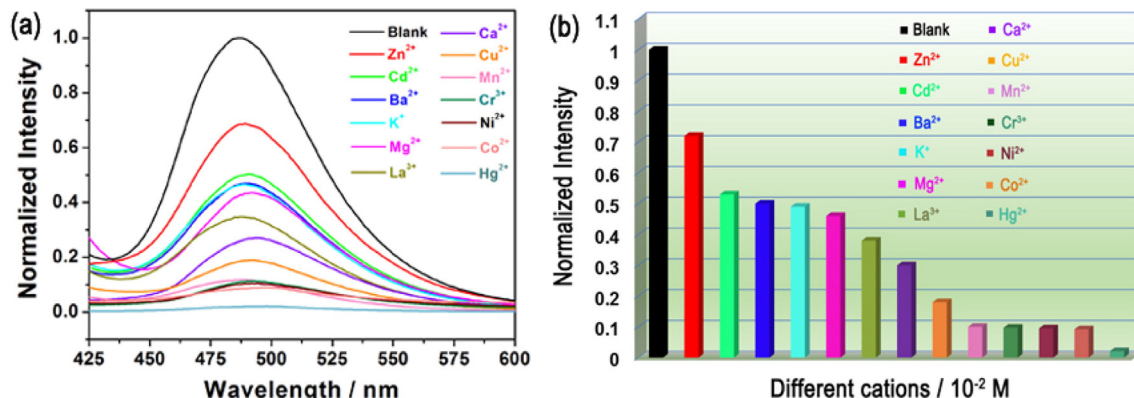 (a)
1.0
0.8
0.6
0.4
0.2
0.0
Normalized Intensity
425 450 475 500 525 550 575 600
Wavelength / nm
Blank Ca²⁺
Zn²⁺ Cu²⁺
Cd²⁺ Mn²⁺
Ba²⁺ Cr³⁺
K⁺ Ni²⁺
Mg²⁺ Co²⁺
La³⁺ Hg²⁺
(b)
1.1
1
0.9
0.8
0.7
0.6
0.5
0.4
0.3
0.2
0.1
0
Normalized Intensity
Blank Ca²⁺
Zn²⁺ Cu²⁺
Cd²⁺ Mn²⁺
Ba²⁺ Cr³⁺
K⁺ Ni²⁺
Mg²⁺ Co²⁺
La³⁺ Hg²⁺
Different cations / 10⁻² M